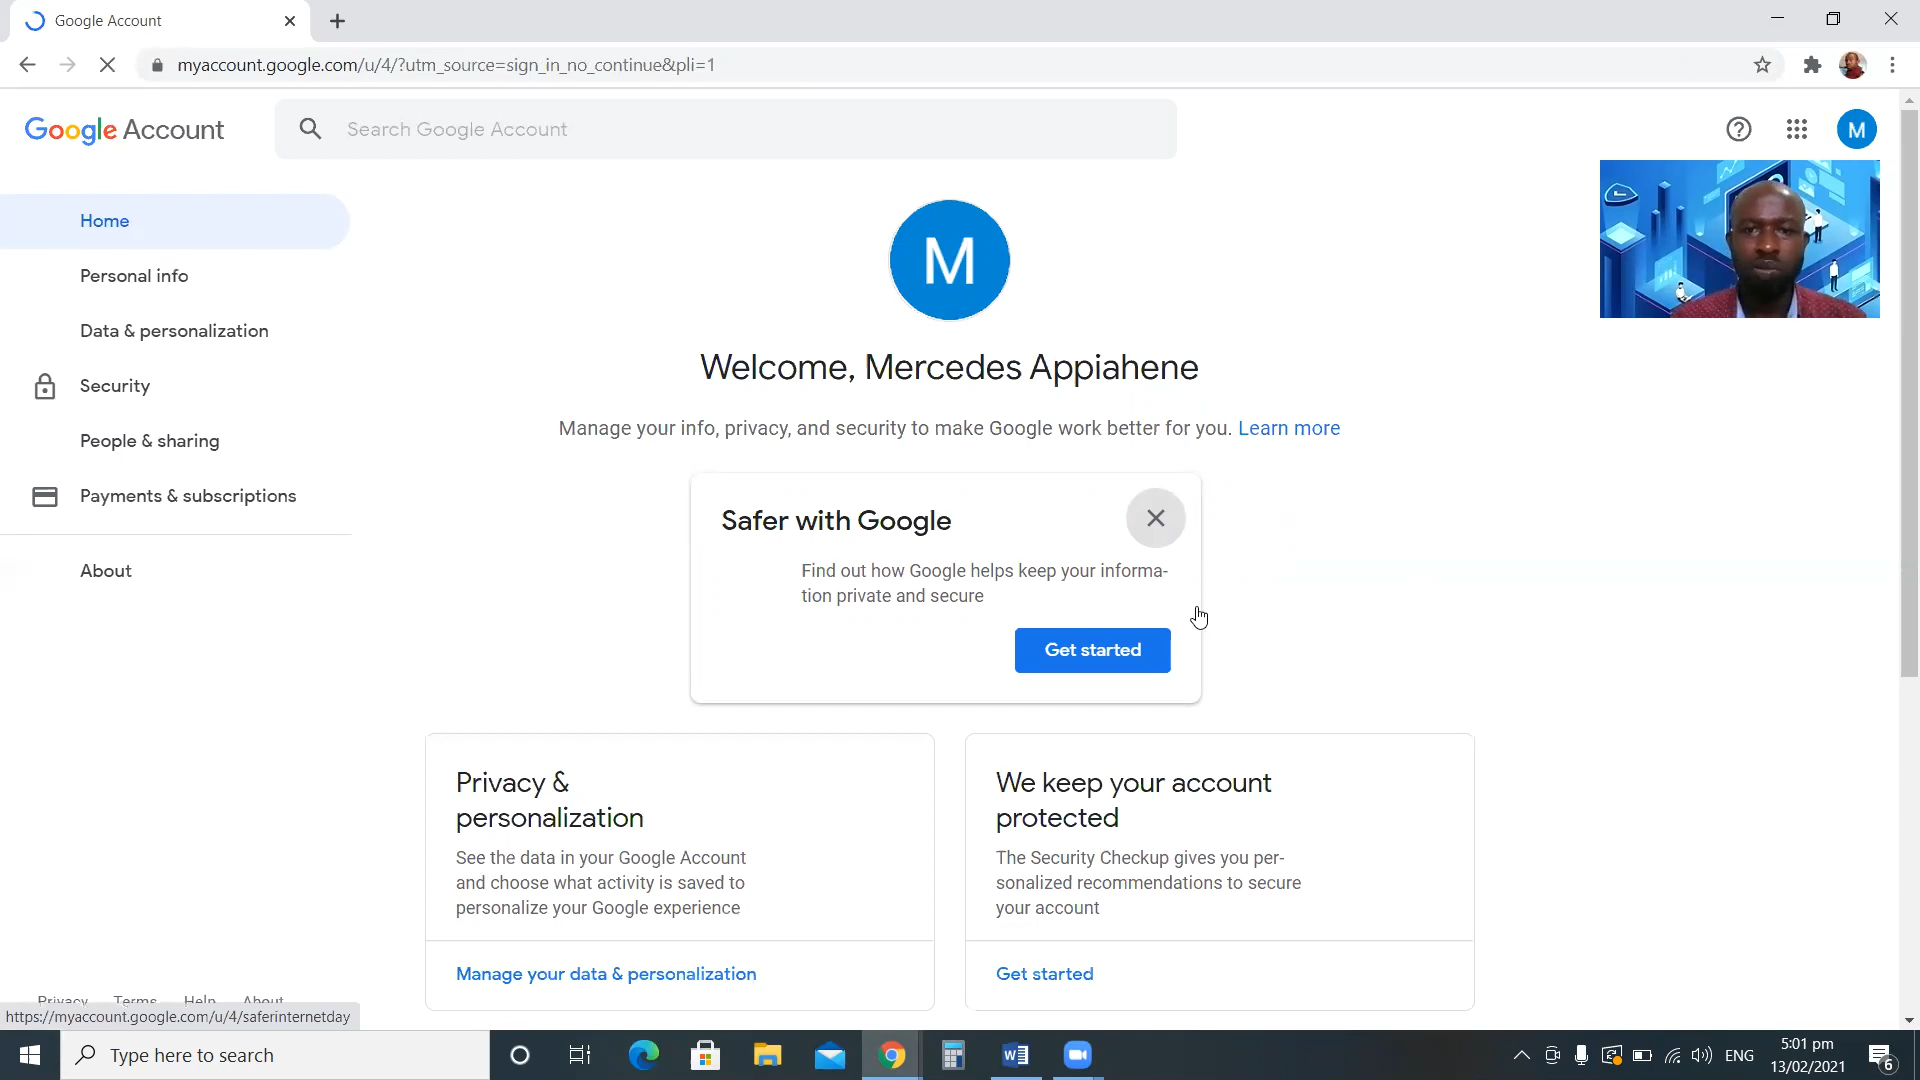 Google Account
myaccount.google.com/u/4/?utm_source=sign_in_no_continue&pli=1
Google Account
Search Google Account
M
Home
Personal info
Data & personalization
Security
People & sharing
Payments & subscriptions
About
M
Welcome, Mercedes Appiahene
Manage your info, privacy, and security to make Google work better for you. Learn more
Safer with Google
Find out how Google helps keep your informa-
tion private and secure
Get started
Privacy &
personalization
See the data in your Google Account
and choose what activity is saved to
personalize your Google experience
Manage your data & personalization
We keep your account
protected
The Security Checkup gives you per-
sonalized recommendations to secure
your account
Get started
Privacy Terms Help About
https://myaccount.google.com/u/4/saferinternetday
Type here to search
ENG
5:01 pm
13/02/2021
6